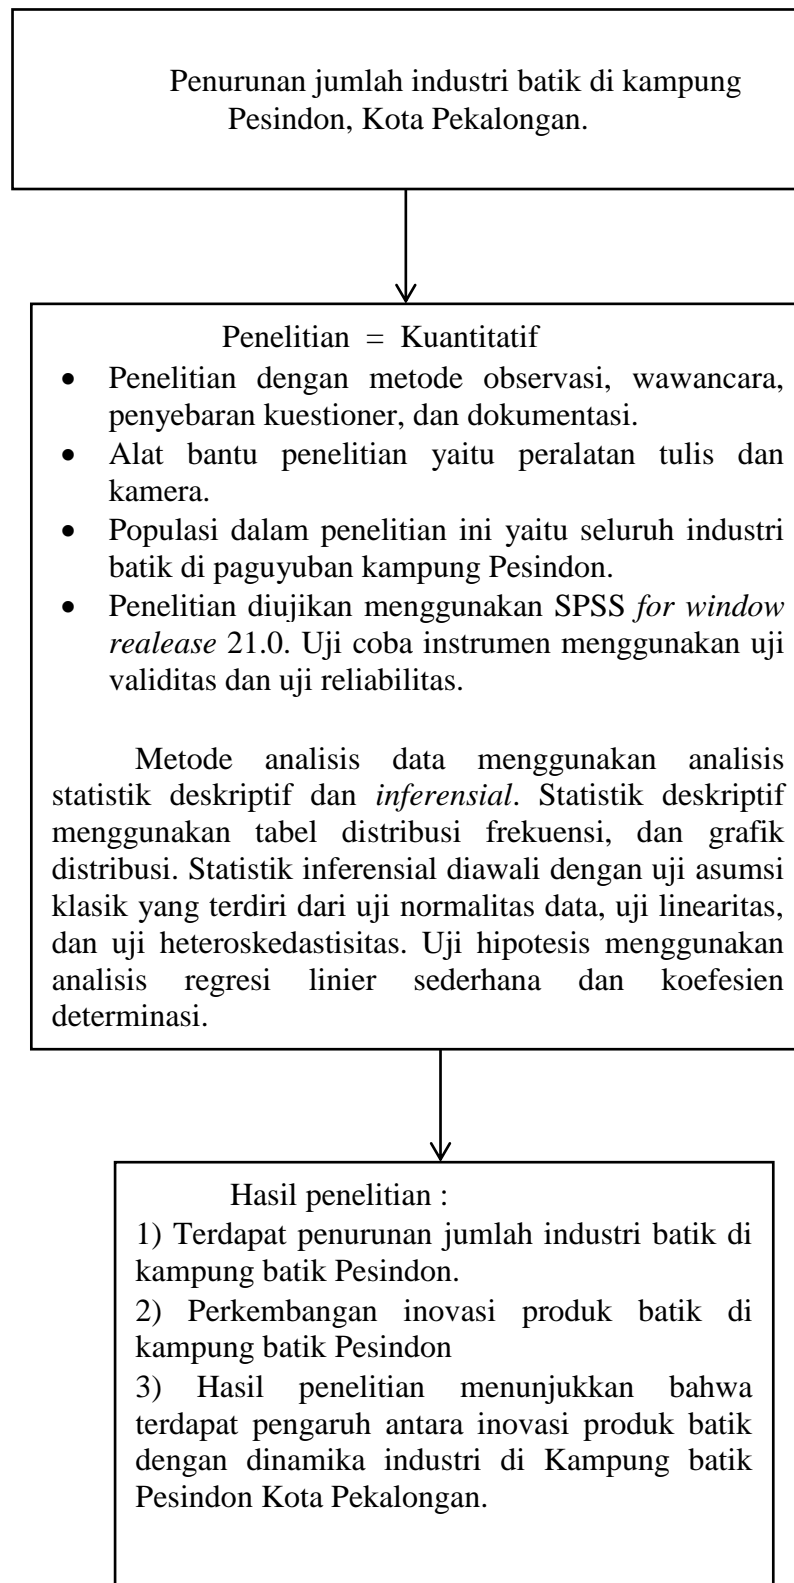 Penurunan jumlah industri batik di kampung
Pesindon, Kota Pekalongan.
Penelitian = Kuantitatif
• Penelitian dengan metode observasi, wawancara,
penyebaran kuestioner, dan dokumentasi.
• Alat bantu penelitian yaitu peralatan tulis dan
kamera.
• Populasi dalam penelitian ini yaitu seluruh industri
batik di paguyuban kampung Pesindon.
• Penelitian diujikan menggunakan SPSS for window
realease 21.0. Uji coba instrumen menggunakan uji
validitas dan uji reliabilitas.
Metode analisis data menggunakan analisis
statistik deskriptif dan inferensial. Statistik deskriptif
menggunakan tabel distribusi frekuensi, dan grafik
distribusi. Statistik inferensial diawali dengan uji asumsi
klasik yang terdiri dari uji normalitas data, uji linearitas,
dan uji heteroskedastisitas. Uji hipotesis menggunakan
analisis regresi linier sederhana dan koefesien
determinasi.
Hasil penelitian :
1) Terdapat penurunan jumlah industri batik di
kampung batik Pesindon.
2) Perkembangan inovasi produk batik di
kampung batik Pesindon
3) Hasil penelitian menunjukkan bahwa
terdapat pengaruh antara inovasi produk batik
dengan dinamika industri di Kampung batik
Pesindon Kota Pekalongan.